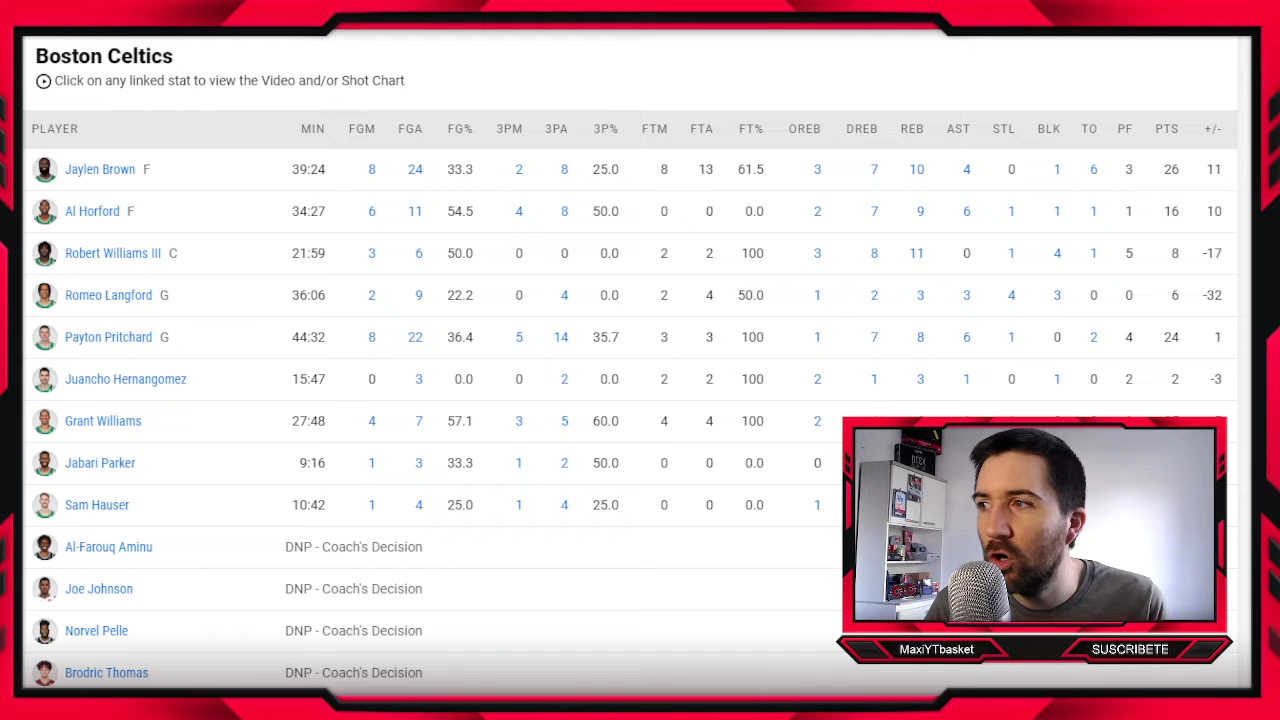 Boston Celtics
Click on any linked stat to view the Video and/or Shot Chart
PLAYER MIN FGM FGA FG% 3PM 3PA 3P% FTM FTA FT% OREB DREB REB AST STL BLK TO PF PTS +/-
Jaylen Brown F 39:24 8 24 33.3 2 8 25.0 8 13 61.5 3 7 10 4 0 1 6 3 26 11
Al Horford F 34:27 6 11 54.5 4 8 50.0 0 0 0.0 2 7 9 6 1 1 1 1 16 10
Robert Williams III C 21:59 3 6 50.0 0 0 0.0 2 2 100 3 8 11 0 1 4 1 5 8 -17
Romeo Langford G 36:06 2 9 22.2 0 4 0.0 2 4 50.0 1 2 3 3 4 3 0 0 6 -32
Payton Pritchard G 44:32 8 22 36.4 5 14 35.7 3 3 100 1 7 8 6 1 0 2 4 24 1
Juancho Hernangomez 15:47 0 3 0.0 0 2 0.0 2 2 100 2 1 3 1 0 1 0 2 2 -3
Grant Williams 27:48 4 7 57.1 3 5 60.0 4 4 100 2
Jabari Parker 9:16 1 3 33.3 1 2 50.0 0 0 0.0 0
Sam Hauser 10:42 1 4 25.0 1 4 25.0 0 0 0.0 1
Al-Farouq Aminu DNP - Coach's Decision
Joe Johnson DNP - Coach's Decision
Norvel Pelle DNP - Coach's Decision
Brodric Thomas DNP - Coach's Decision
MaxiYTbasket
SUSCRIBETE